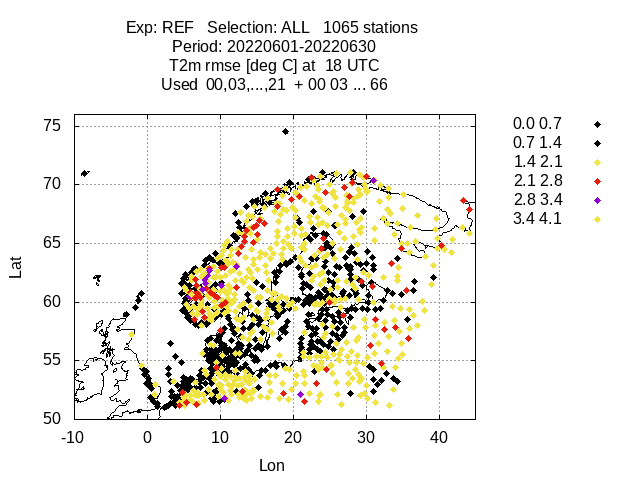 Exp: REF   Selection: ALL   1065 stations
Period: 20220601-20220630
T2m rmse [deg C] at  18 UTC
Used  00,03,...,21  + 00 03 ... 66
75
70
65
60
55
50
-10 0 10 20 30 40
Lat
Lon
0.0 0.7
0.7 1.4
1.4 2.1
2.1 2.8
2.8 3.4
3.4 4.1